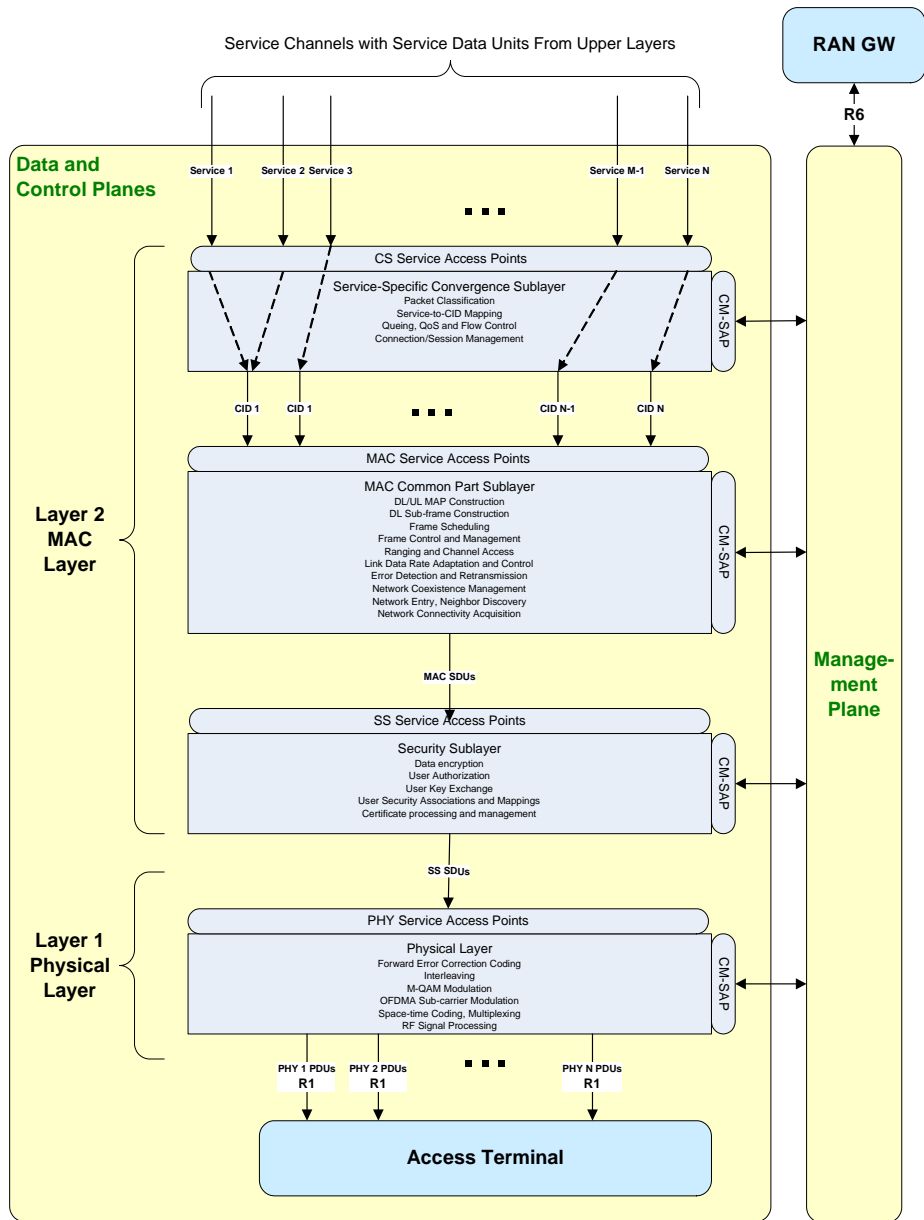 Service Channels with Service Data Units From Upper Layers
RAN GW
R6
Data and
Control Planes
Service 1
Service 2
Service 3
Service M-1
Service N
...
CS Service Access Points
Service-Specific Convergence Sublayer
Packet Classification
Service-to-CID Mapping
Queing, QoS and Flow Control
Connection/Session Management
CM-SAP
CID 1
CID 1
...
CID N-1
CID N
MAC Service Access Points
MAC Common Part Sublayer
DL/UL MAP Construction
DL Sub-frame Construction
Frame Scheduling
Frame Control and Management
Ranging and Channel Access
Link Data Rate Adaptation and Control
Error Detection and Retransmission
Network Coexistence Management
Network Entry, Neighbor Discovery
Network Connectivity Acquisition
CM-SAP
Layer 2
MAC
Layer
MAC SDUs
Manage-
ment
Plane
SS Service Access Points
Security Sublayer
Data encryption
User Authorization
User Key Exchange
User Security Associations and Mappings
Certificate processing and management
CM-SAP
SS SDUs
PHY Service Access Points
Physical Layer
Forward Error Correction Coding
Interleaving
M-QAM Modulation
OFDMA Sub-carrier Modulation
Space-time Coding, Multiplexing
RF Signal Processing
CM-SAP
Layer 1
Physical
Layer
PHY 1 PDUs
R1
PHY 2 PDUs
R1
...
PHY N PDUs
R1
Access Terminal